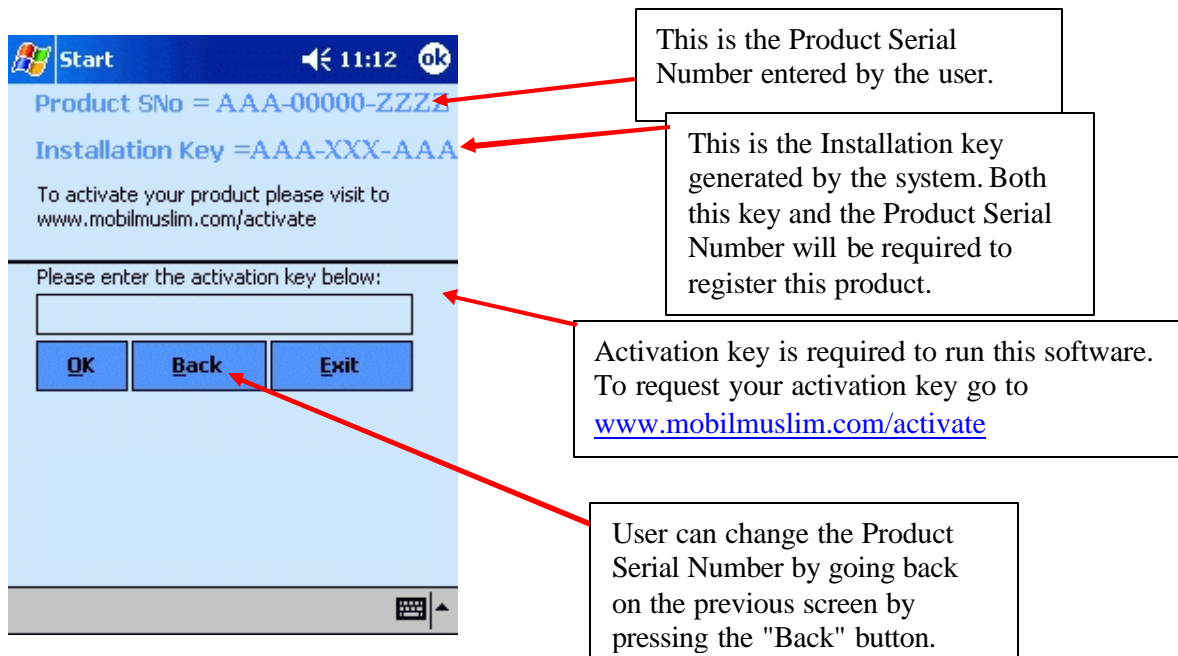 Start 11:12 ok
Product SNo = AAA-00000-ZZZZ
Installation Key =AAA-XXX-AAA
To activate your product please visit to
www.mobilmuslim.com/activate
Please enter the activation key below:
OK Back Exit
This is the Product Serial
Number entered by the user.
This is the Installation key
generated by the system. Both
this key and the Product Serial
Number will be required to
register this product.
Activation key is required to run this software.
To request your activation key go to
www.mobilmuslim.com/activate
User can change the Product
Serial Number by going back
on the previous screen by
pressing the "Back" button.